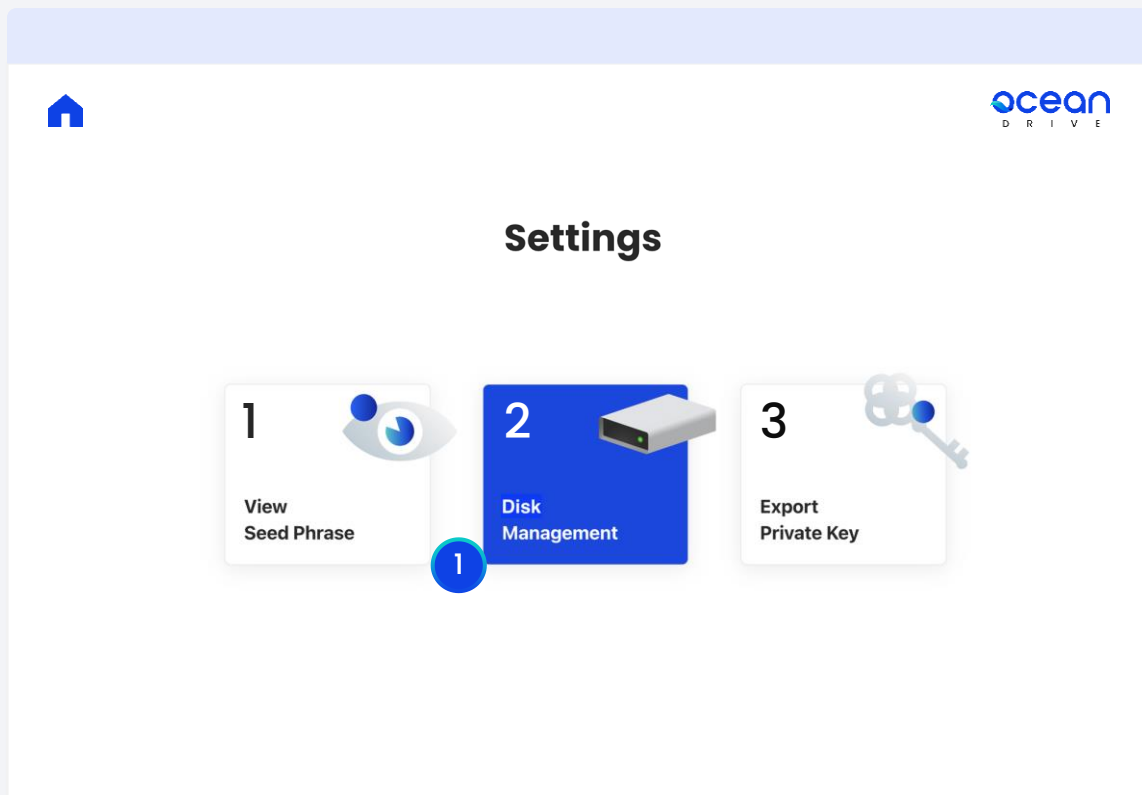 ocean
DRIVE
Settings
1
View
Seed Phrase
2
Disk
Management
3
Export
Private Key
1